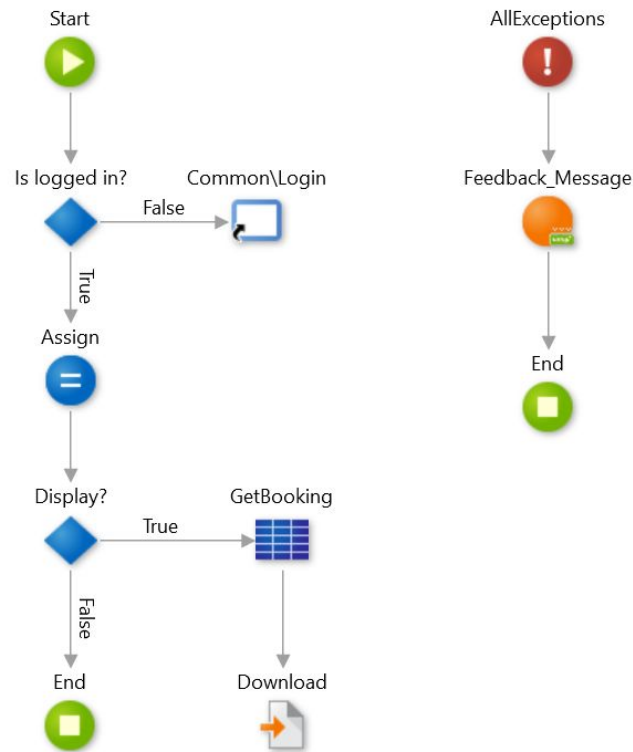 Start
AllExceptions
Is logged in?
Common\Login
Feedback_Message
False
True
Assign
End
Display?
GetBooking
True
False
End
Download